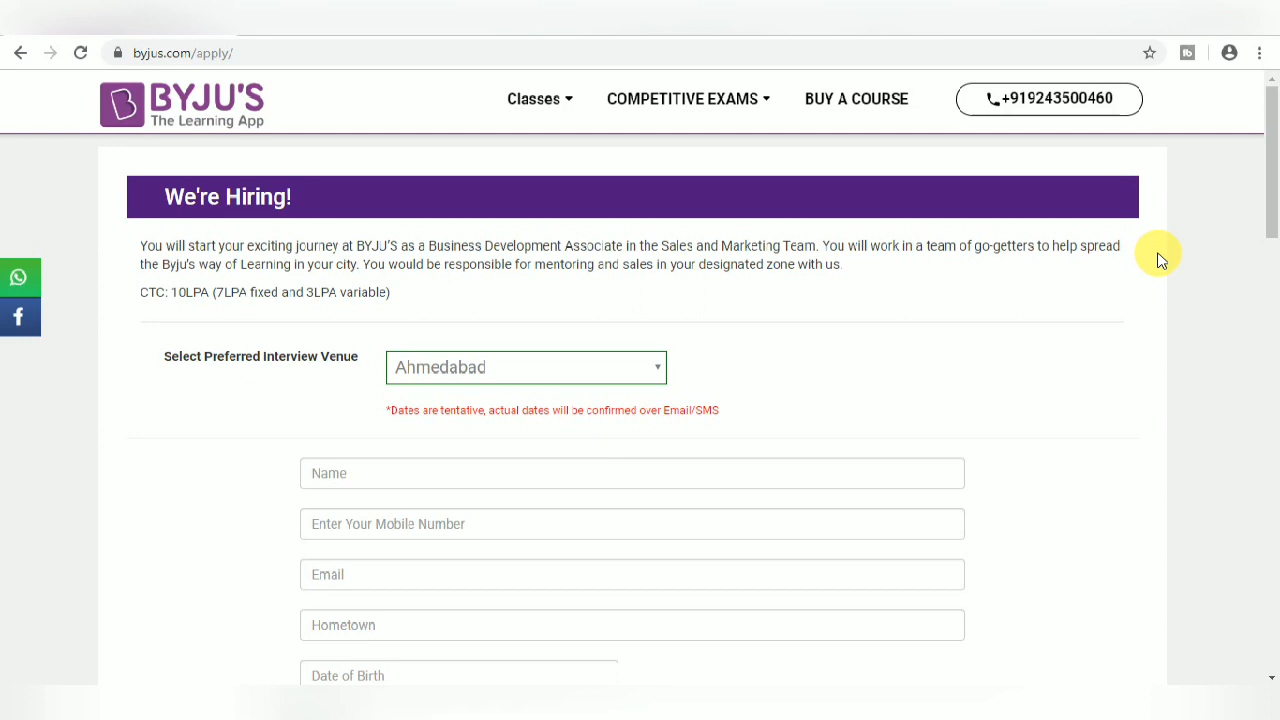 byjus.com/apply/
BYJU'S
The Learning App
Classes
COMPETITIVE EXAMS
BUY A COURSE
+919243500460
We're Hiring!
You will start your exciting journey at BYJU'S as a Business Development Associate in the Sales and Marketing Team. You will work in a team of go-getters to help spread
the Byju's way of Learning in your city. You would be responsible for mentoring and sales in your designated zone with us.
CTC: 10LPA (7LPA fixed and 3LPA variable)
Select Preferred Interview Venue
Ahmedabad
*Dates are tentative, actual dates will be confirmed over Email/SMS
Name
Enter Your Mobile Number
Email
Hometown
Date of Birth